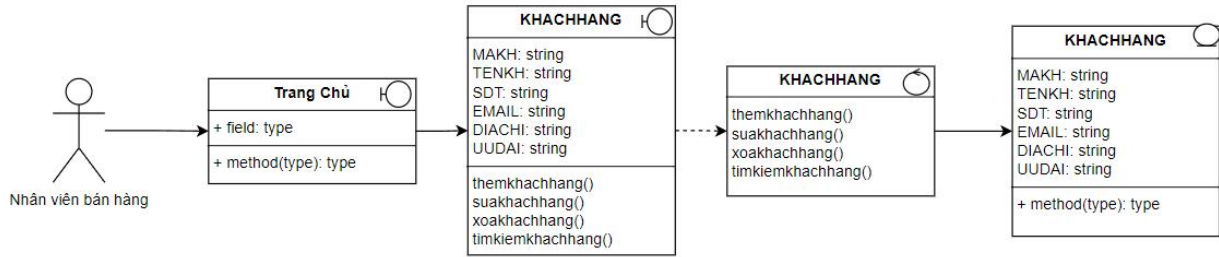 Nhân viên bán hàng
Trang Chủ
+ field: type
+ method(type): type
KHACHHANG
MAKH: string
TENKH: string
SDT: string
EMAIL: string
DIACHI: string
UUDAI: string
themkhachhang()
suakhachhang()
xoakhachhang()
timkiemkhachhang()
KHACHHANG
themkhachhang()
suakhachhang()
xoakhachhang()
timkiemkhachhang()
KHACHHANG
MAKH: string
TENKH: string
SDT: string
EMAIL: string
DIACHI: string
UUDAI: string
+ method(type): type